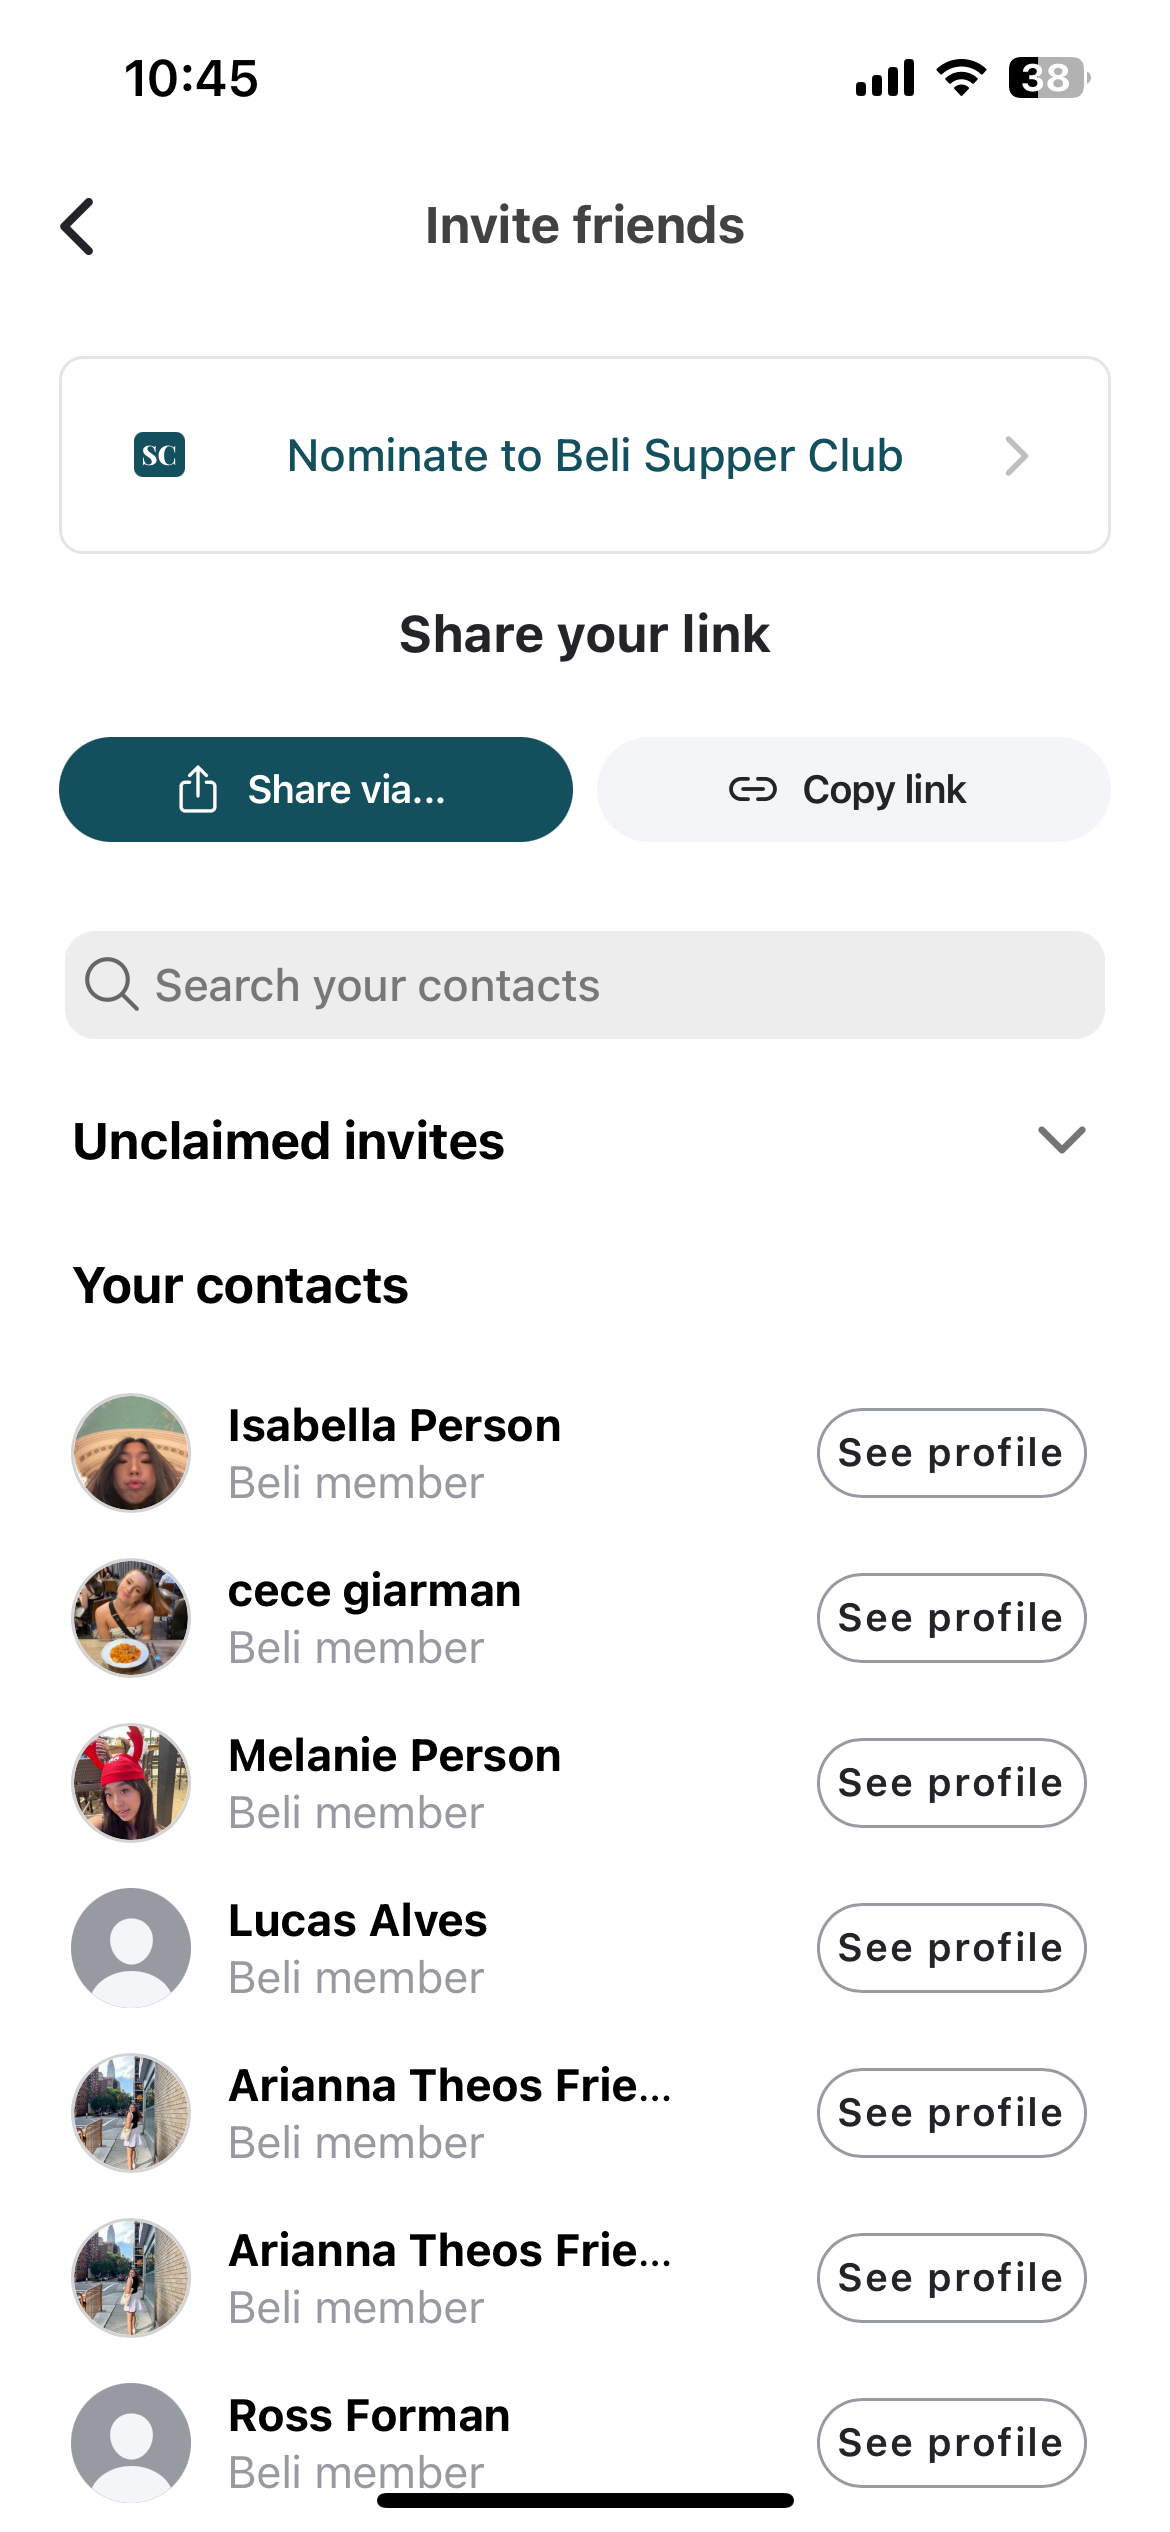 10:45
38
Invite friends
SC
Nominate to Beli Supper Club
Share your link
Share via...
Copy link
Search your contacts
Unclaimed invites
Your contacts
Isabella Person
Beli member
See profile
cece giarman
Beli member
See profile
Melanie Person
Beli member
See profile
Lucas Alves
Beli member
See profile
Arianna Theos Frie...
Beli member
See profile
Arianna Theos Frie...
Beli member
See profile
Ross Forman
Beli member
See profile